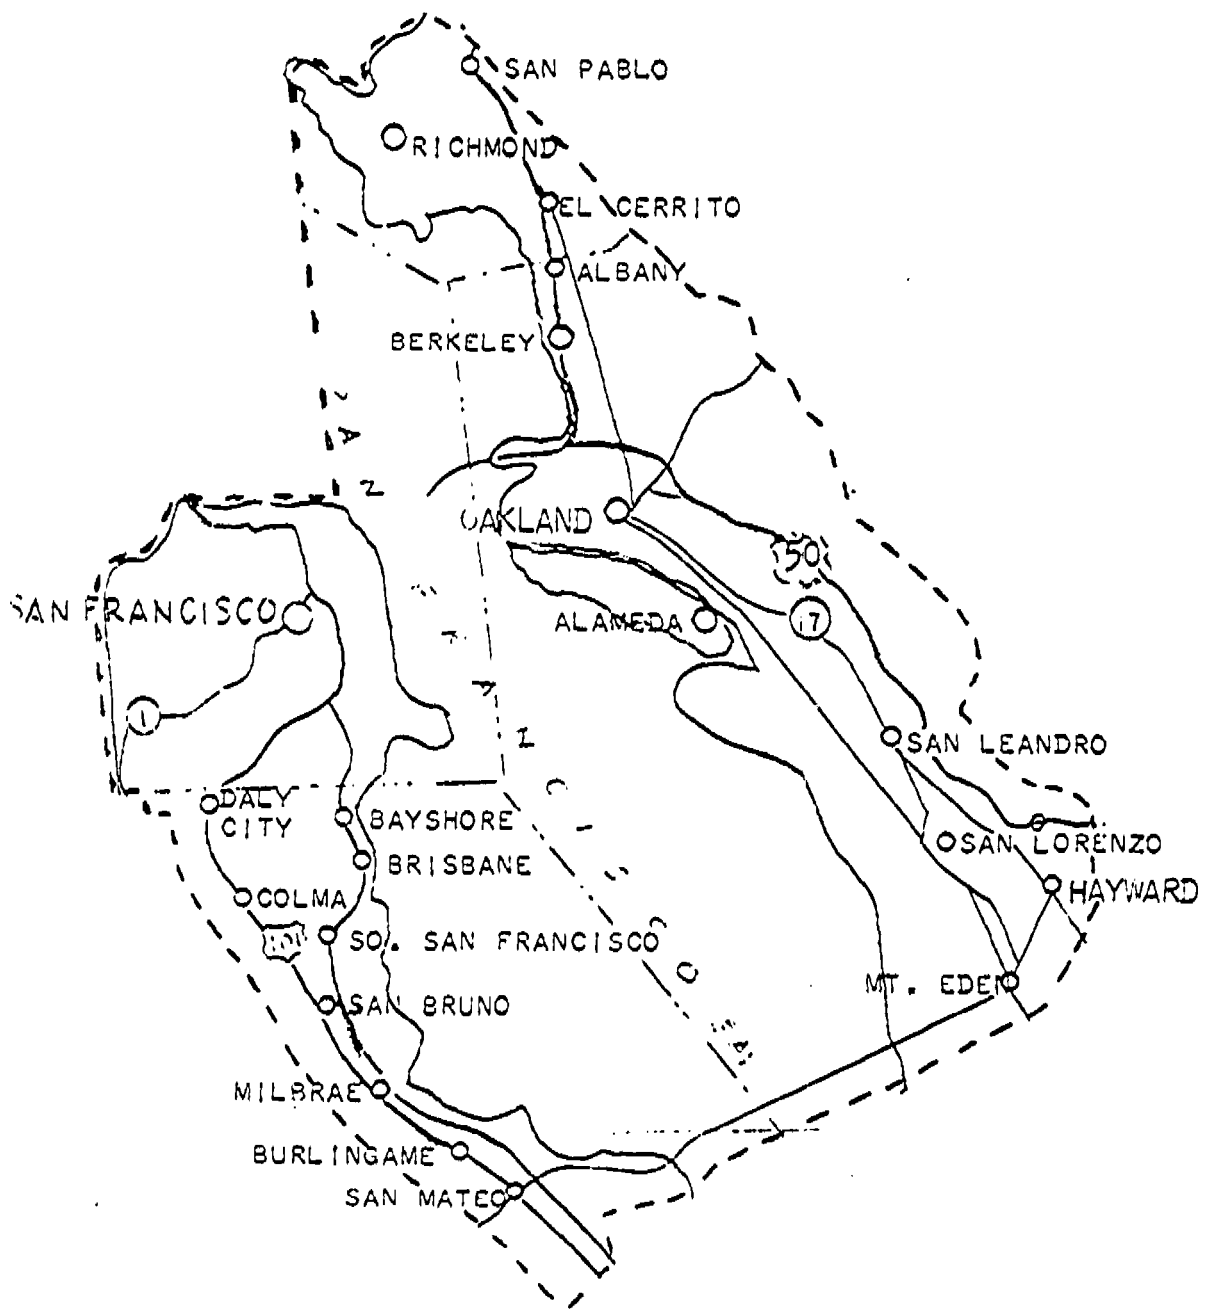 SAN PABLO
RICHMOND
EL CERRITO
ALBANY
BERKELEY
OAKLAND
50
SAN FRANCISCO
ALAMEDA
17
1
SAN LEANDRO
DALY
CITY
BAYSHORE
SAN LORENZO
BRISBANE
HAYWARD
COLMA
101
SO. SAN FRANCISCO
MT. EDEN
SAN BRUNO
MILBRAE
BURLINGAME
SAN MATEO